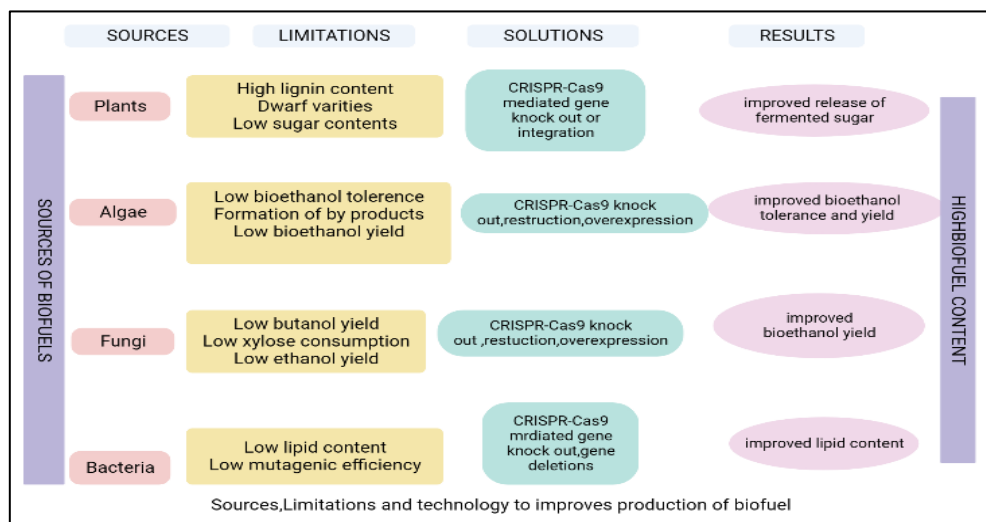 SOURCES LIMITATIONS SOLUTIONS RESULTS
SOURCES OF BIOFUELS
Plants
High lignin content
Dwarf varities
Low sugar contents
CRISPR-Cas9
mediated gene
knock out or
integration
improved release of
fermented sugar
Algae
Low bioethanol tolerence
Formation of by products
Low bioethanol yield
CRISPR-Cas9 knock
out,restruction,overexpression
improved bioethanol
tolerance and yield
Fungi
Low butanol yield
Low xylose consumption
Low ethanol yield
CRISPR-Cas9 knock
out ,restuction,overexpression
improved
bioethanol yield
Bacteria
Low lipid content
Low mutagenic efficiency
CRISPR-Cas9
mrdiated gene
knock out,gene
deletions
improved lipid content
HIGHBIOFUEL CONTENT
Sources,Limitations and technology to improves production of biofuel